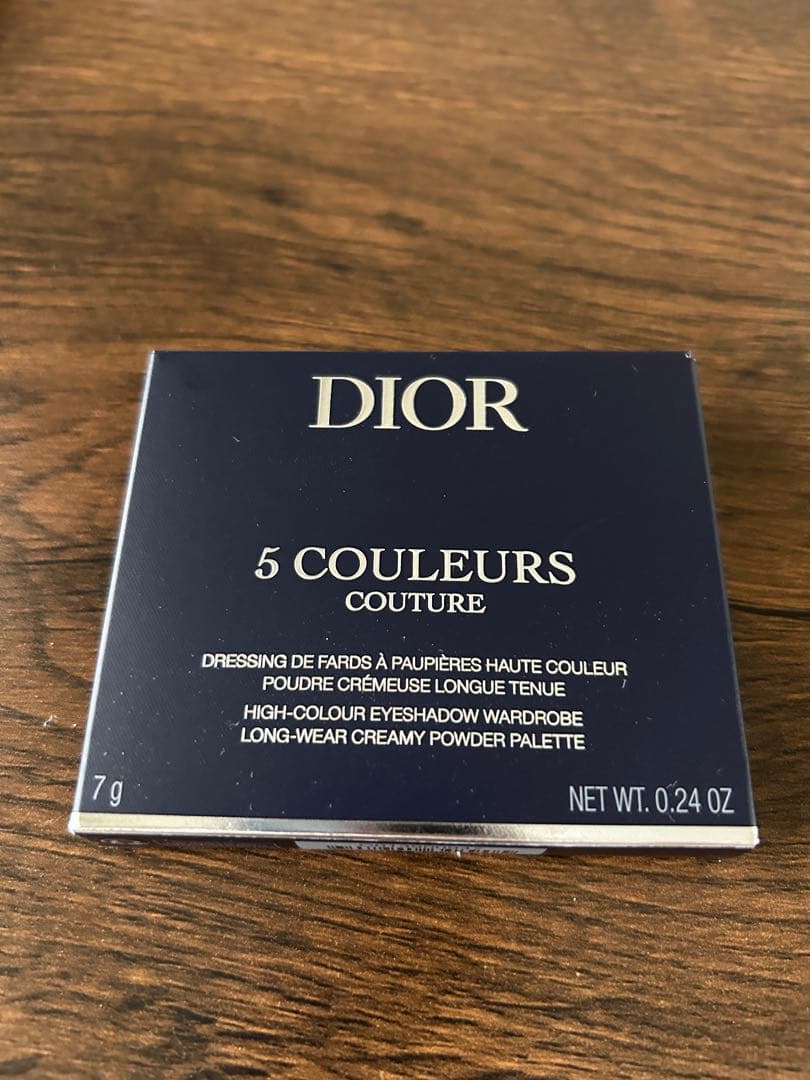 DIOR
5 COULEURS
COUTURE
DRESSING DE FARDS À PAUPIÈRES HAUTE COULEUR
POUDRE CRÉMEUSE LONGUE TENUE
HIGH-COLOUR EYESHADOW WARDROBE
LONG-WEAR CREAMY POWDER PALETTE
7 g
NET WT. 0.24 OZ